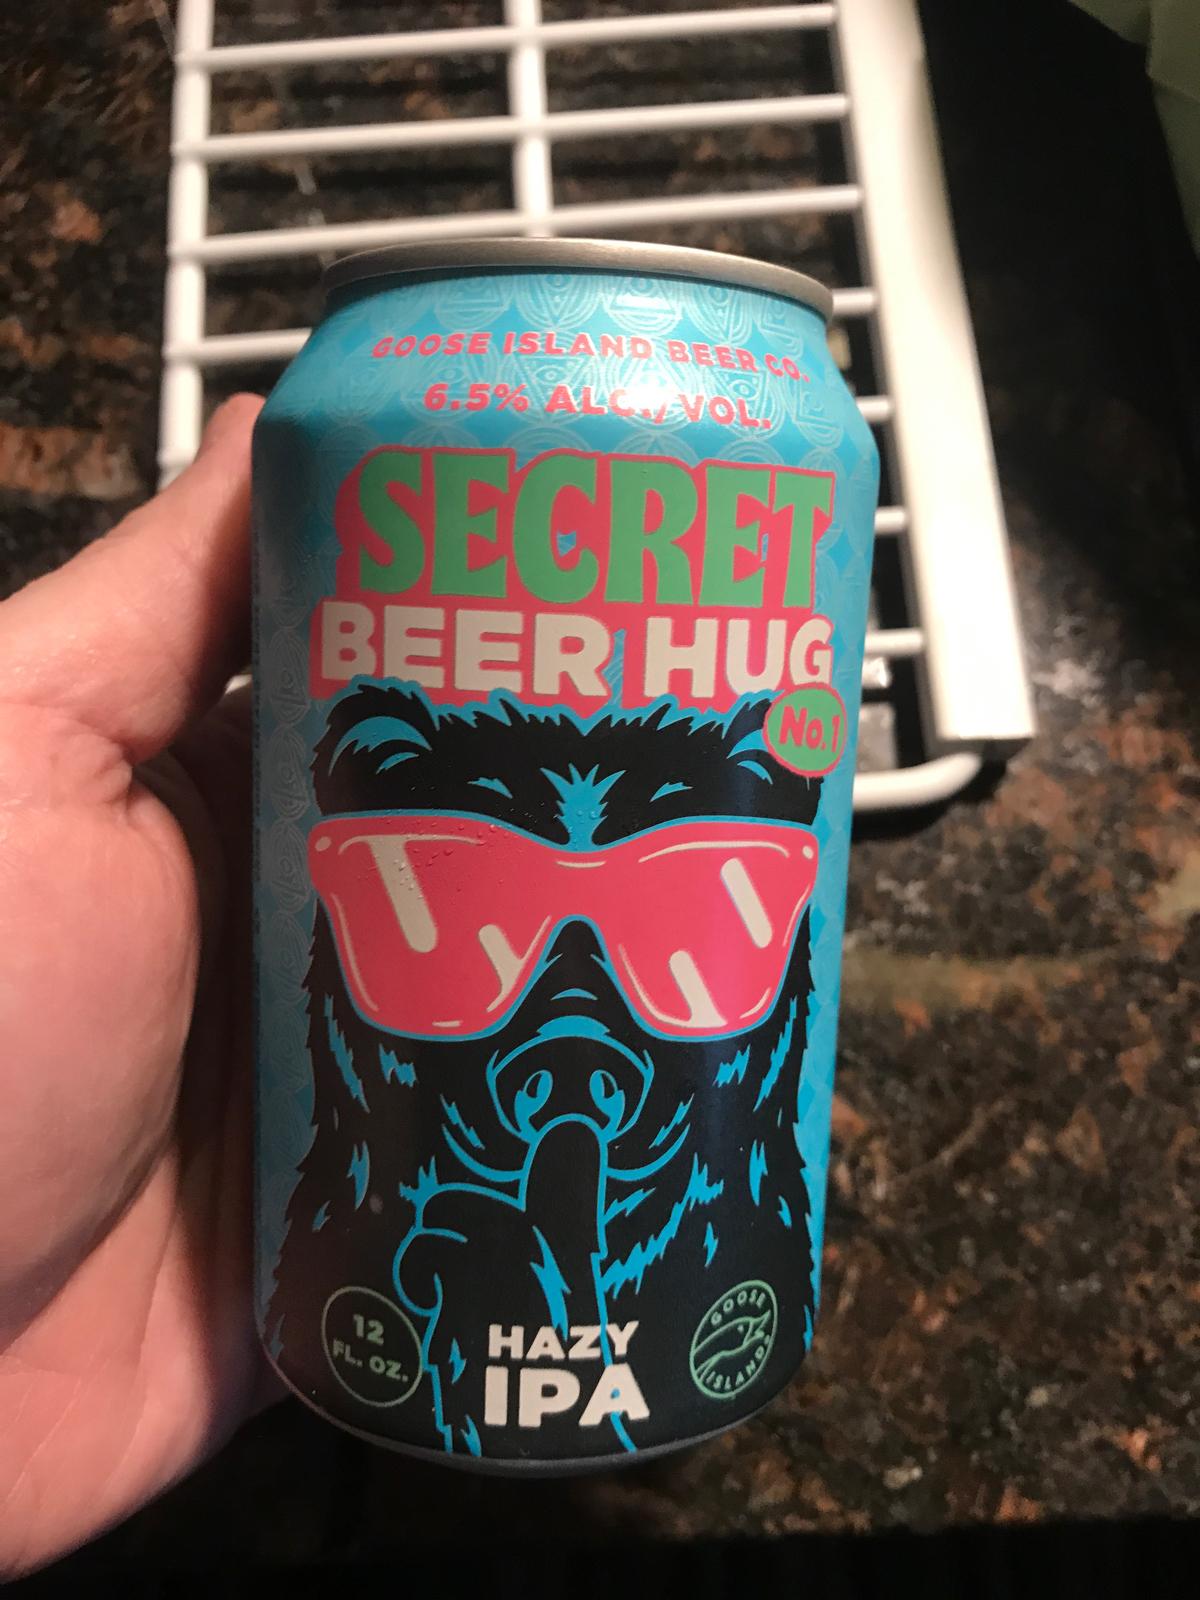 GOOSE ISLAND BEER CO.
6.5% ALC./VOL.
SECRET
BEER HUG
No.1
12
FL. OZ.
HAZY
IPA
GOOSE
ISLAND